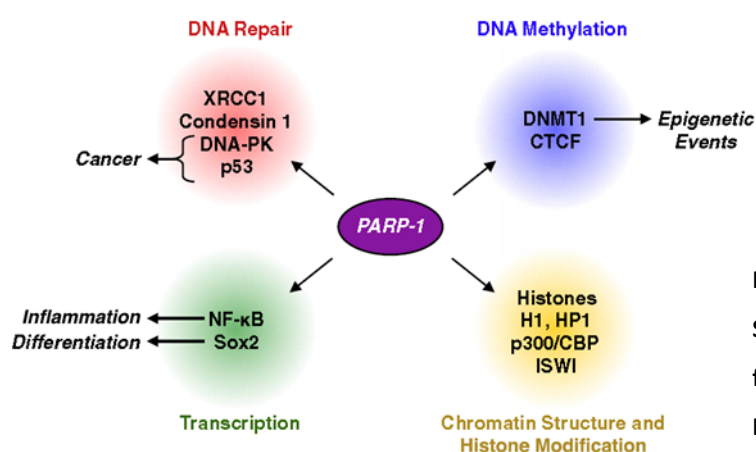 DNA Repair
XRCC1
Condensin 1
DNA-PK
p53
Cancer
DNA Methylation
DNMT1
CTCF
Epigenetic
Events
PARP-1
Inflammation
Differentiation
NF-κB
Sox2
Transcription
Histones
H1, HP1
p300/CBP
ISWI
Chromatin Structure and
Histone Modification